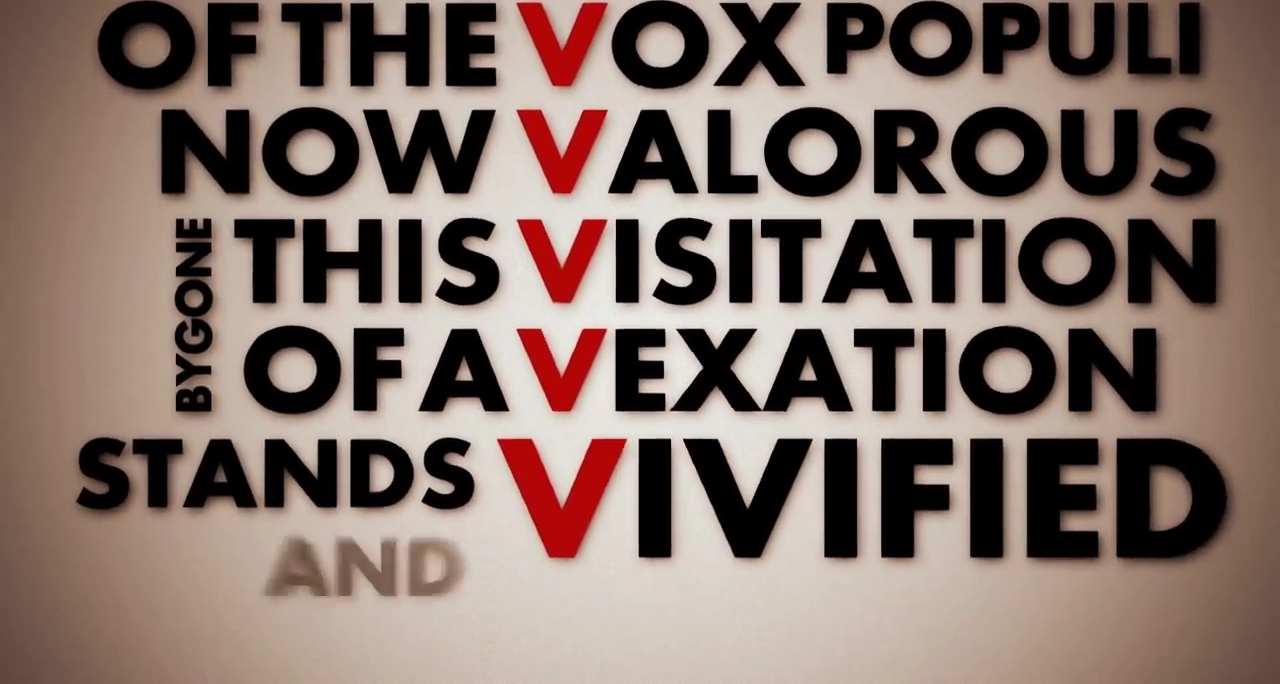 OF THE VOX POPULI
NOW VALOROUS
THIS VISITATION
BYGONE
OF A VEXATION
STANDS VIVIFIED
AND